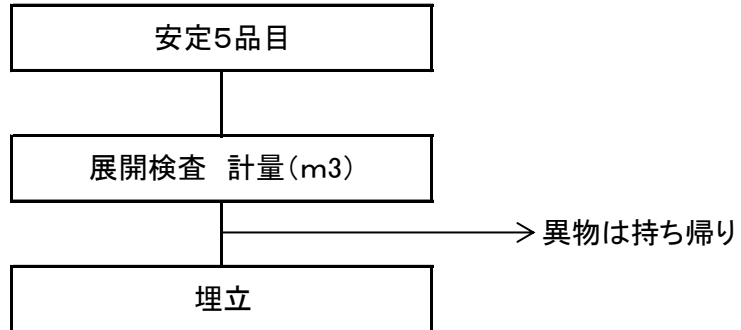 安定５品目
展開検査　計量（ｍ3）
異物は持ち帰り
埋立